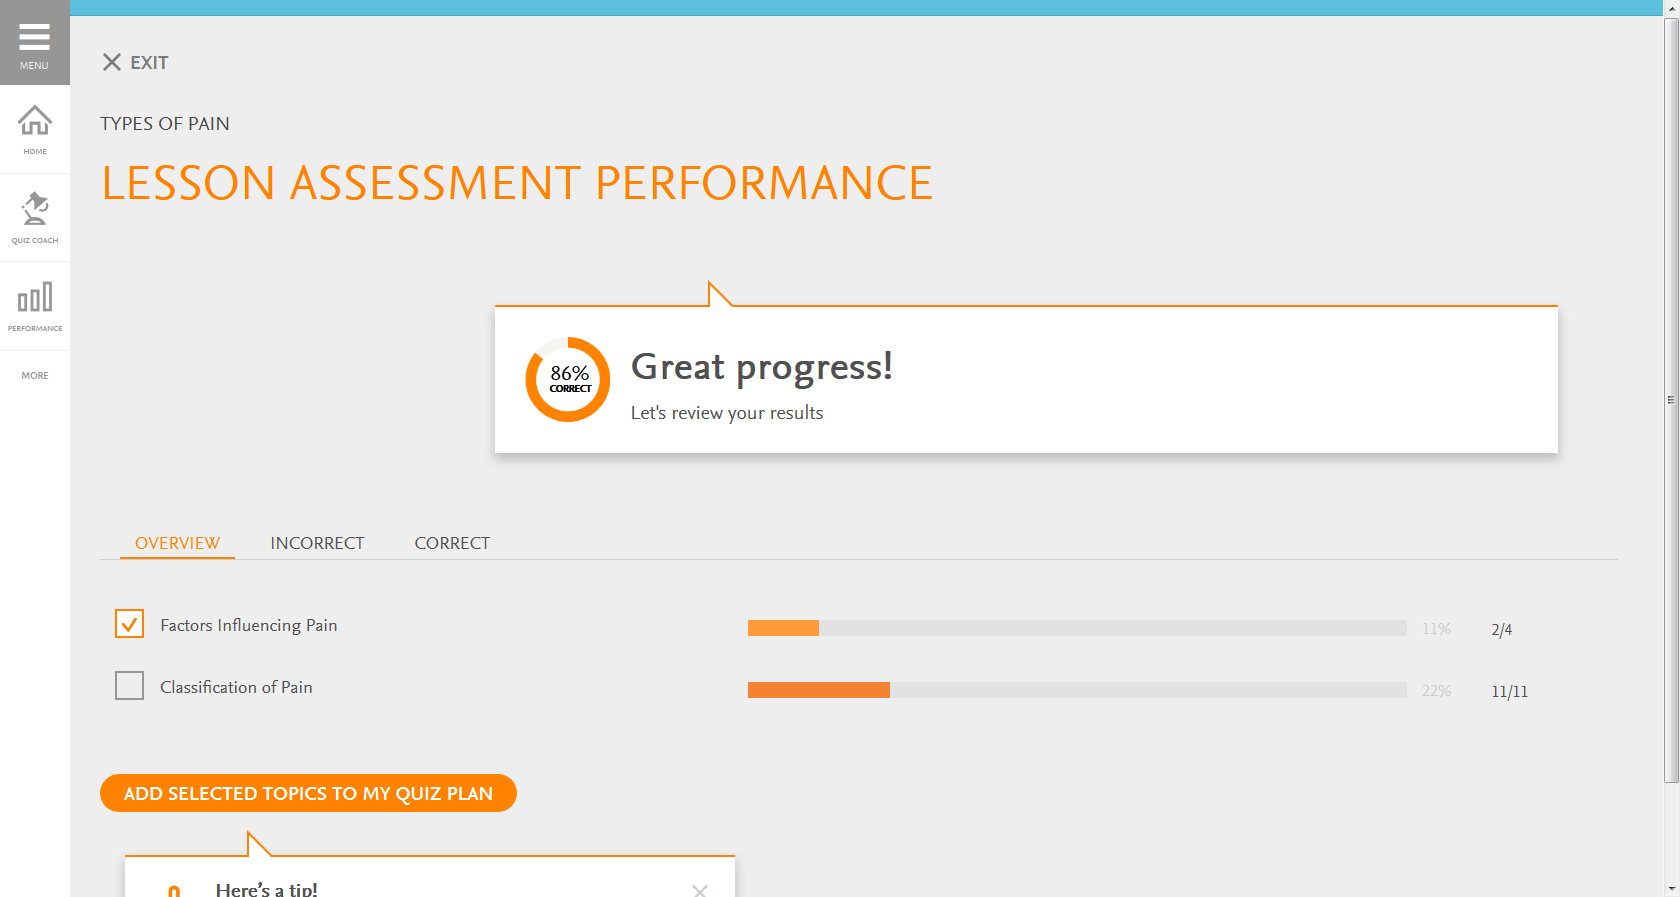 MENU
HOME
QUIZ COACH
PERFORMANCE
MORE
EXIT
TYPES OF PAIN
LESSON ASSESSMENT PERFORMANCE
86%
CORRECT
Great progress!
Let's review your results
OVERVIEW INCORRECT CORRECT
Factors Influencing Pain 11% 2/4
Classification of Pain 22% 11/11
ADD SELECTED TOPICS TO MY QUIZ PLAN
Here's a tip!